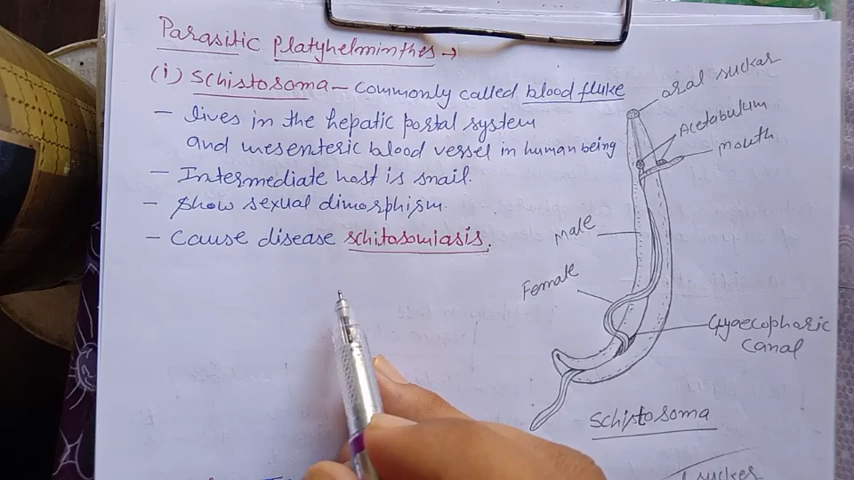 Parasitic Platyhelminthes →
(i) Schistosoma — Commonly called blood fluke
— lives in the hepatic portal system
and mesenteric blood vessel in human being
— Intermediate host is snail.
— Show sexual dimorphism.
— Cause disease schitosomiasis.
oral suckar
Acetabulum
mouth
Male
Female
Gyaecophoric
canal
Schistosoma
sucker